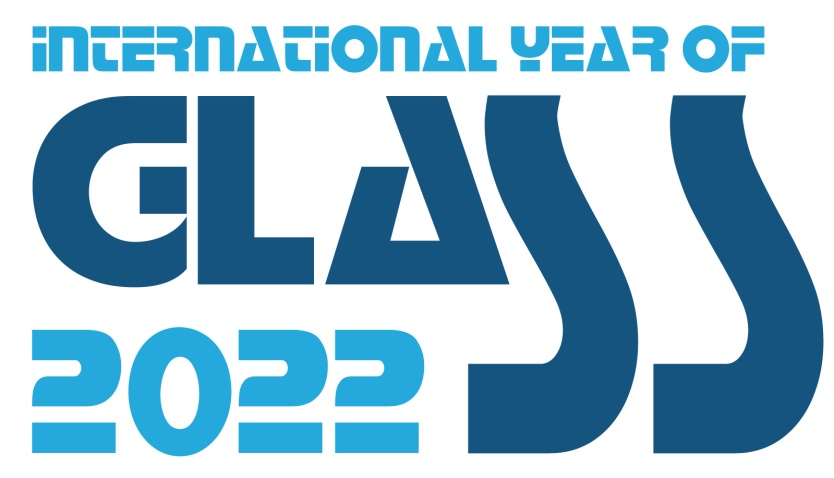 INTERNATIONAL YEAR OF
GLASS
2022